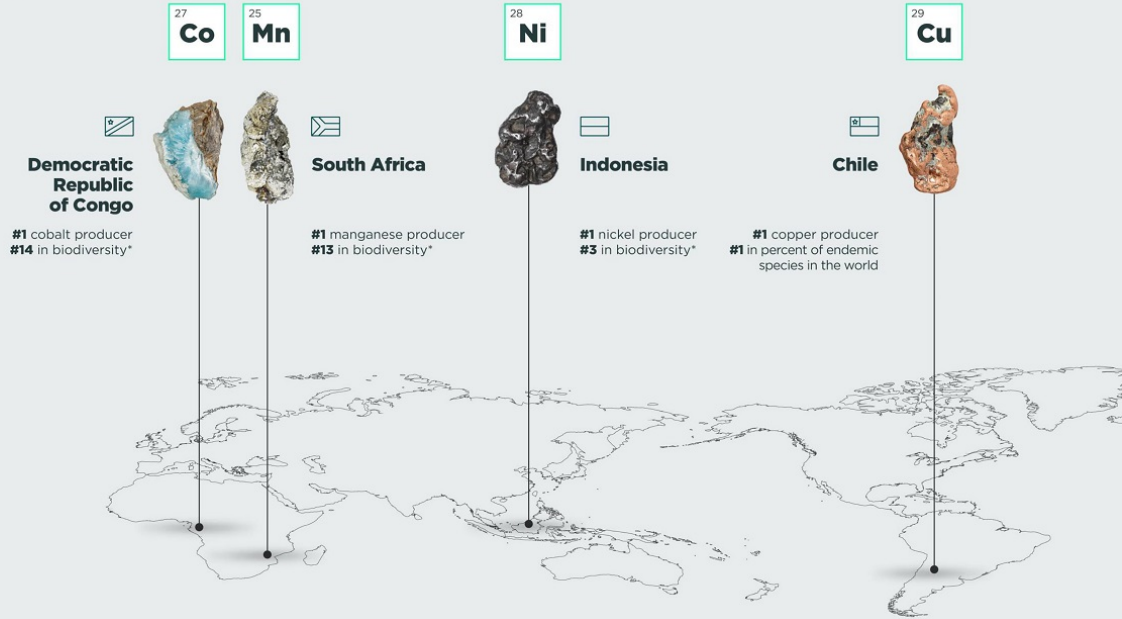 27
Co
25
Mn
28
Ni
29
Cu
Democratic
Republic
of Congo
#1 cobalt producer
#14 in biodiversity*
South Africa
#1 manganese producer
#13 in biodiversity*
Indonesia
#1 nickel producer
#3 in biodiversity*
Chile
#1 copper producer
#1 in percent of endemic
species in the world